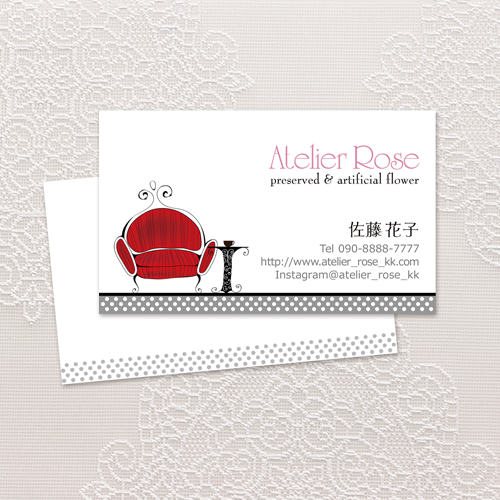 Atelier Rose
preserved & artificial flower
佐藤 花子
Tel 090-8888-7777
http://www.atelier_rose_kk.com
Instagram@atelier_rose_kk